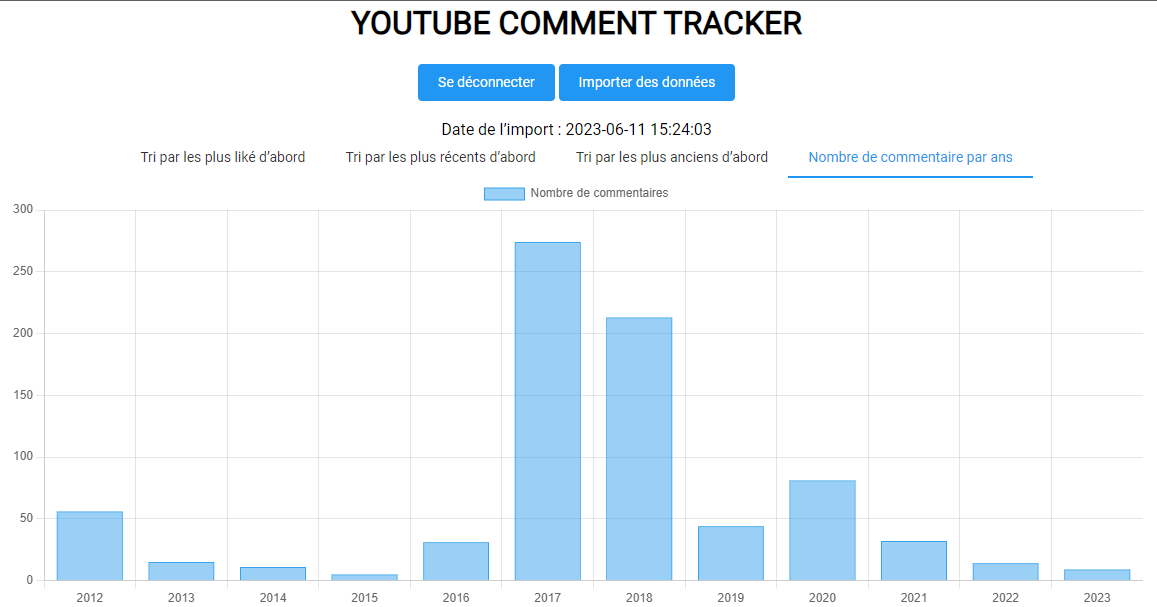 YOUTUBE COMMENT TRACKER
Se déconnecter Importer des données
Date de l’import : 2023-06-11 15:24:03
Tri par les plus liké d’abord Tri par les plus récents d’abord Tri par les plus anciens d’abord Nombre de commentaire par ans
Nombre de commentaires
300
250
200
150
100
50
0
2012 2013 2014 2015 2016 2017 2018 2019 2020 2021 2022 2023